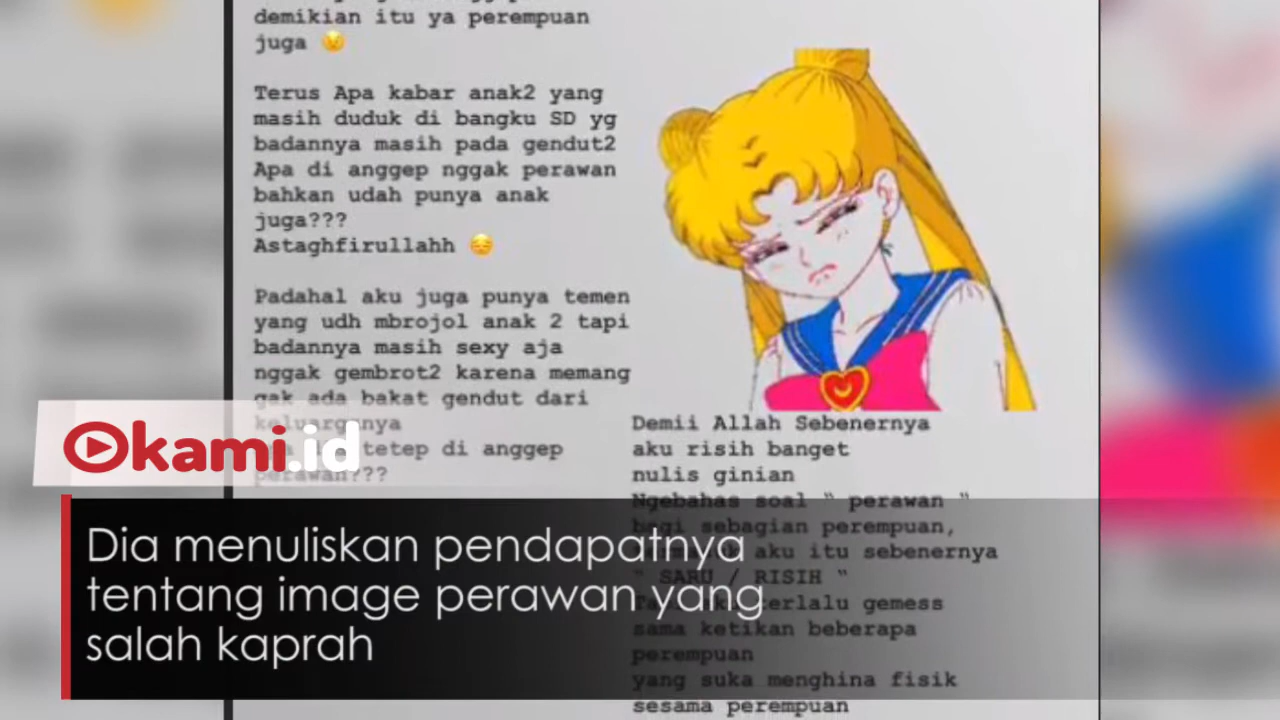 demikian itu ya perempuan
juga 😟
Terus Apa kabar anak2 yang
masih duduk di bangku SD yg
badannya masih pada gendut2
Apa di anggep nggak perawan
bahkan udah punya anak
juga???
Astaghfirullahh 😔
Padahal aku juga punya temen
yang udh mbrojol anak 2 tapi
badannya masih sexy aja
nggak gembrot2 karena memang
gak ada bakat gendut dari
keluarganya
tetep di anggep
perawan???
Demii Allah Sebenernya
aku risih banget
nulis ginian
Ngebahas soal " perawan "
bagi sebagian perempuan,
aku itu sebenernya
" SARU / RISIH "
terlalu gemess
sama ketikan beberapa
perempuan
yang suka menghina fisik
sesama perempuan
Okami.id
Dia menuliskan pendapatnya
tentang image perawan yang
salah kaprah